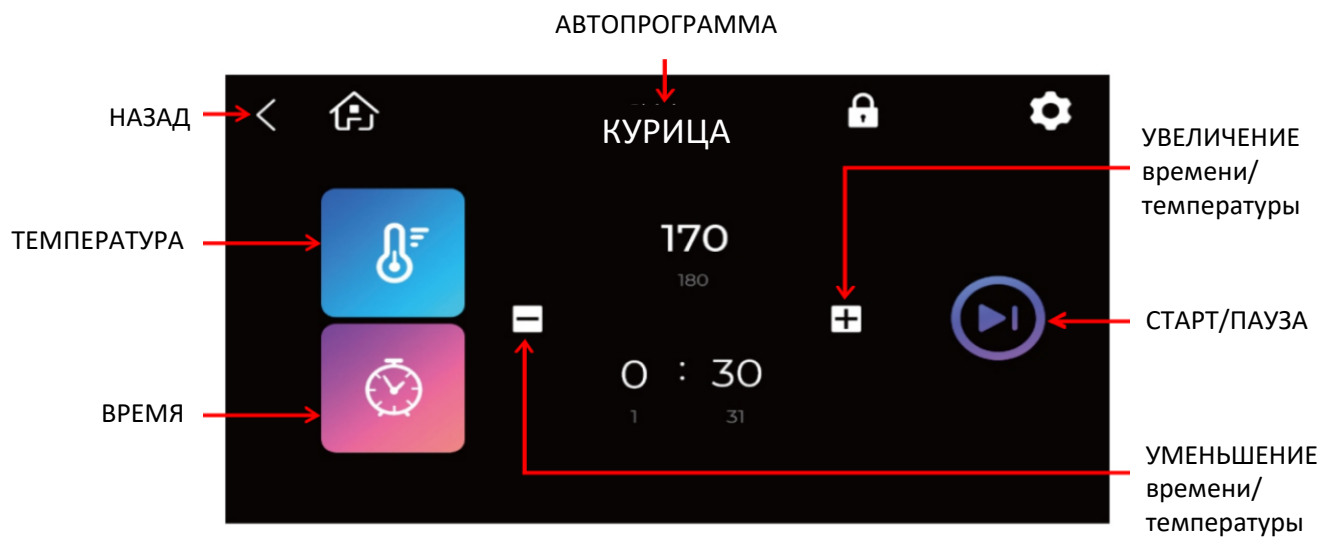 АВТОПРОГРАММА
НАЗАД
КУРИЦА
УВЕЛИЧЕНИЕ
времени/
температуры
ТЕМПЕРАТУРА
170
180
СТАРТ/ПАУЗА
0 : 30
1 31
ВРЕМЯ
УМЕНЬШЕНИЕ
времени/
температуры